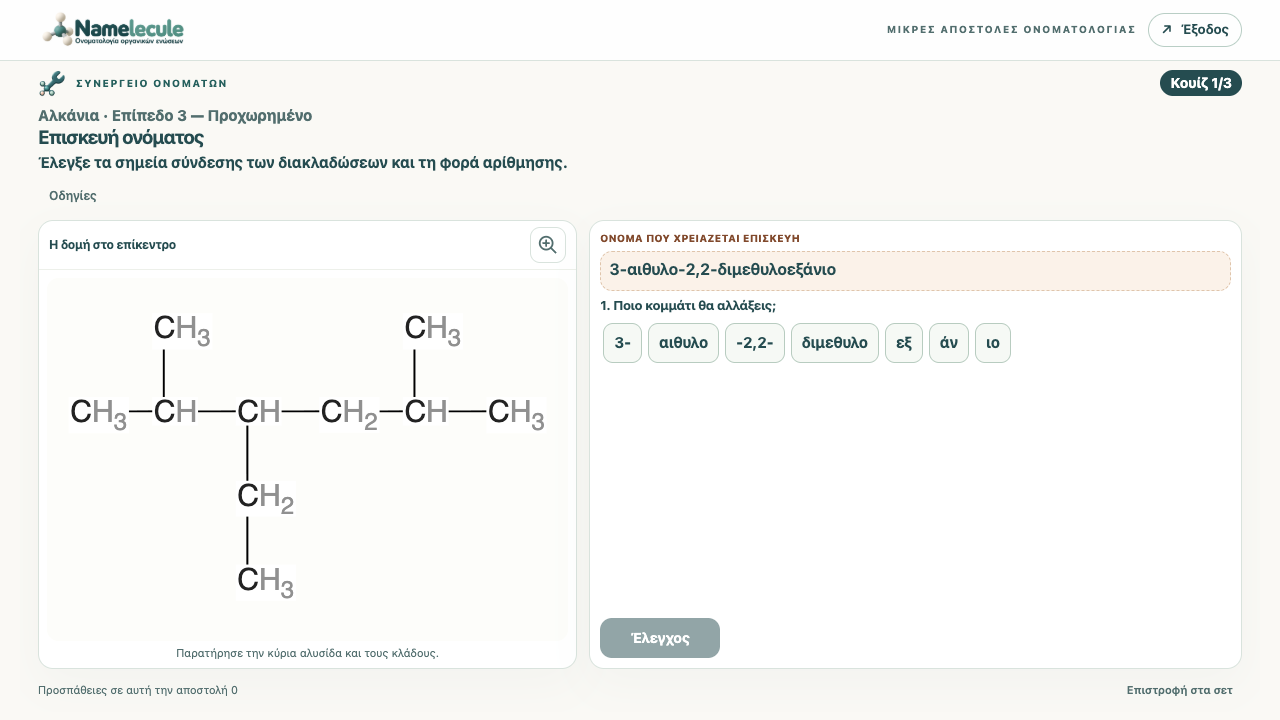 Namelecule
Ονοματολογία οργανικών ενώσεων
ΜΙΚΡΕΣ ΑΠΟΣΤΟΛΕΣ ΟΝΟΜΑΤΟΛΟΓΙΑΣ
Έξοδος
ΣΥΝΕΡΓΕΙΟ ΟΝΟΜΑΤΩΝ
Κουίζ 1/3
Αλκάνια · Επίπεδο 3 — Προχωρημένο
Επισκευή ονόματος
Έλεγξε τα σημεία σύνδεσης των διακλαδώσεων και τη φορά αρίθμησης.
Οδηγίες
Η δομή στο επίκεντρο
CH3 CH3
CH3 CH CH CH2 CH CH3
CH2
CH3
Παρατήρησε την κύρια αλυσίδα και τους κλάδους.
ΟΝΟΜΑ ΠΟΥ ΧΡΕΙΑΖΕΤΑΙ ΕΠΙΣΚΕΥΗ
3-αιθυλο-2,2-διμεθυλοεξάνιο
1. Ποιο κομμάτι θα αλλάξεις;
3- αιθυλο -2,2- διμεθυλο εξ άν ιο
Έλεγχος
Προσπάθειες σε αυτή την αποστολή 0
Επιστροφή στα σετ